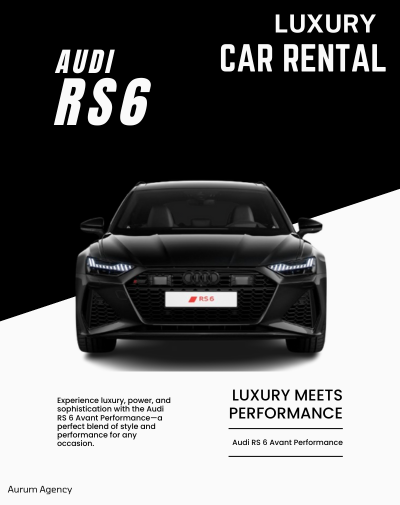 LUXURY
CAR RENTAL
AUDI
RS6
RS 6
Experience luxury, power, and
sophistication with the Audi
RS 6 Avant Performance—a
perfect blend of style and
performance for any
occasion.
LUXURY MEETS
PERFORMANCE
Audi RS 6 Avant Performance
Aurum Agency